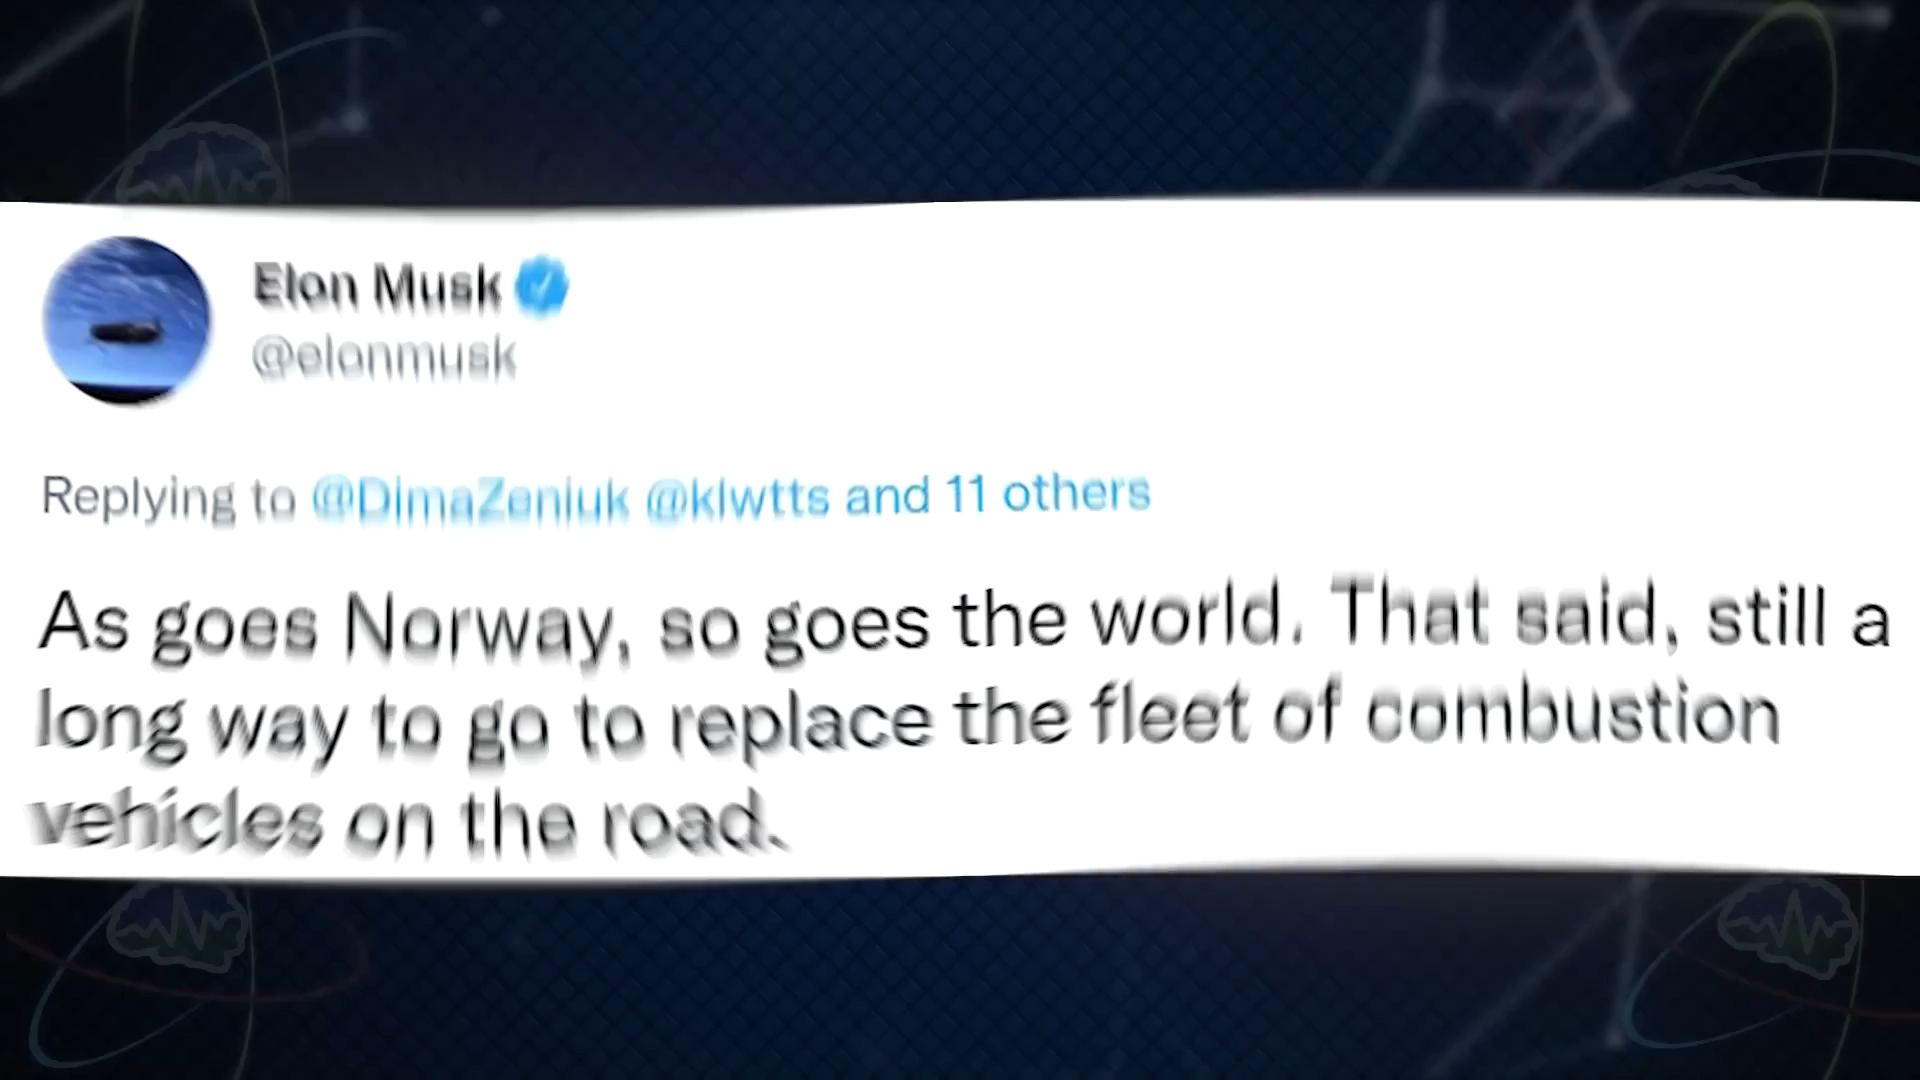 Elon Musk
@elonmusk
Replying to @DimaZeniuk @klwtts and 11 others
As goes Norway, so goes the world. That said, still a
long way to go to replace the fleet of combustion
vehicles on the road.